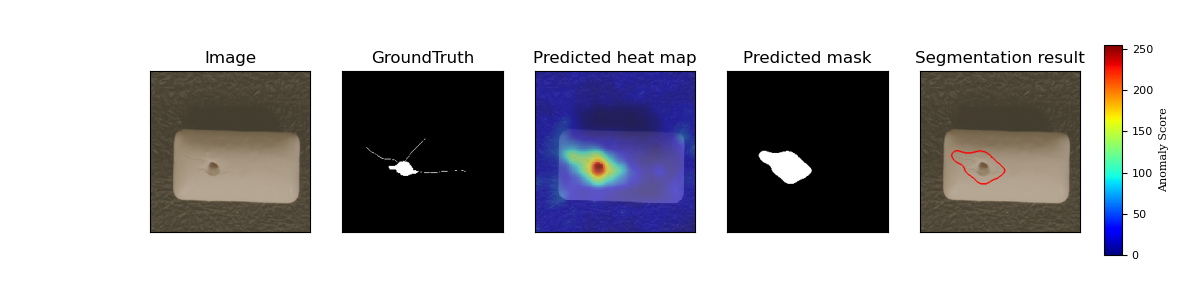 Image
GroundTruth
Predicted heat map
Predicted mask
Segmentation result
250
200
150
100
50
0
Anomaly Score